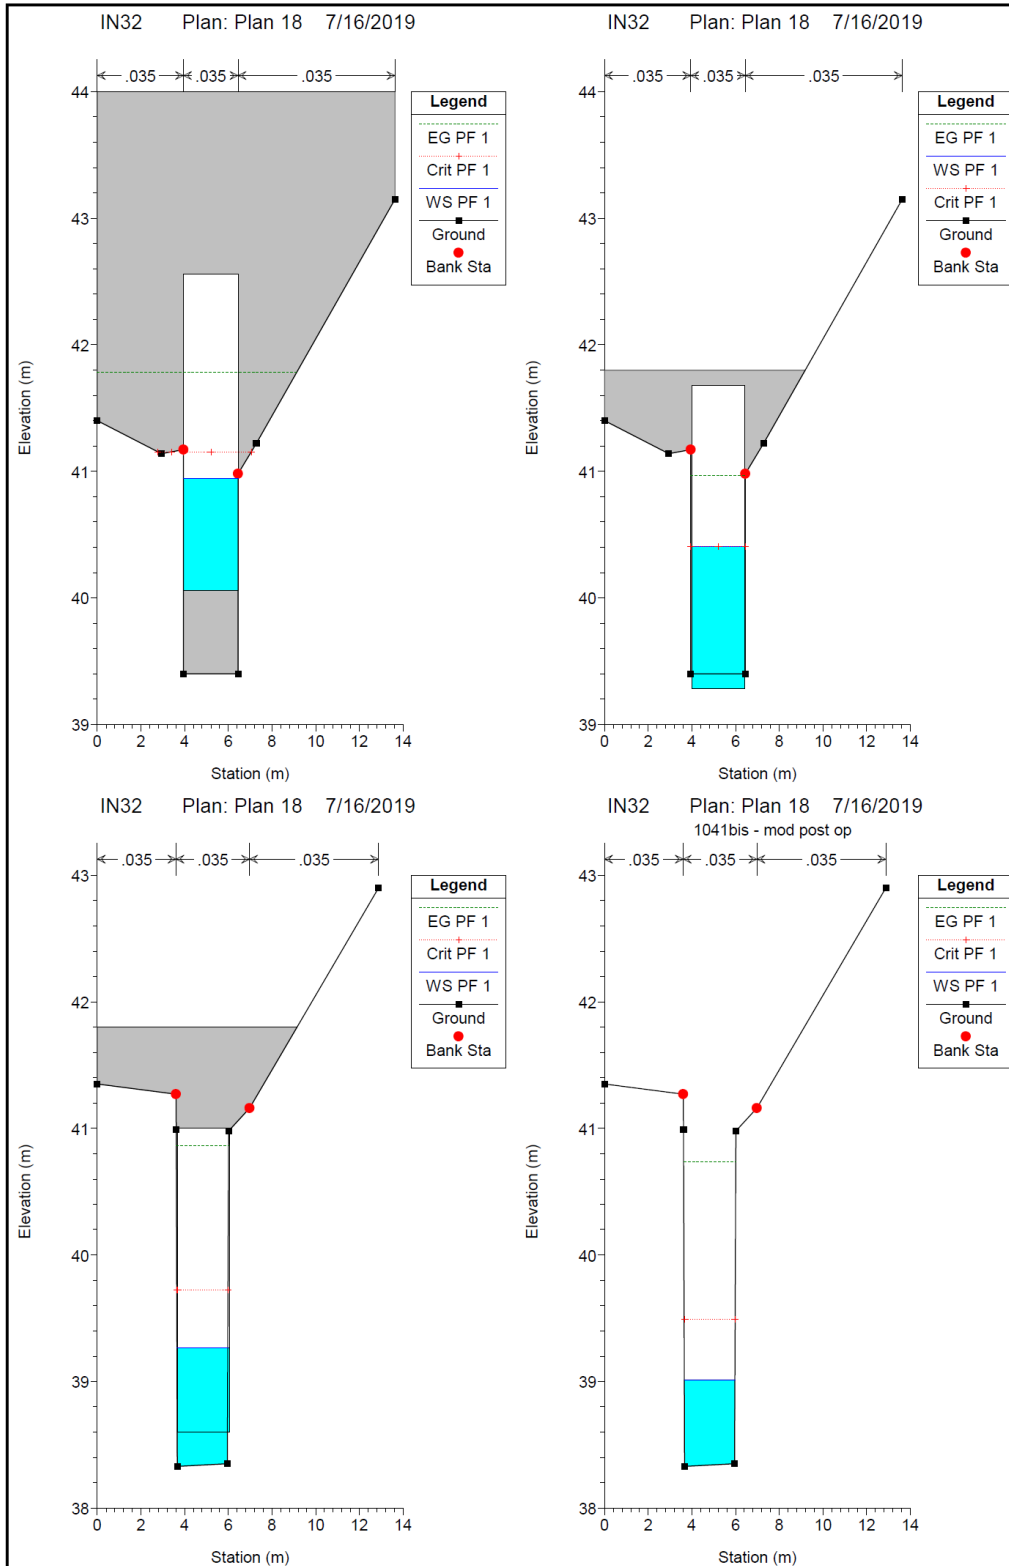 IN32 Plan: Plan 18 7/16/2019
.035 .035 .035
Legend
EG PF 1
Crit PF 1
WS PF 1
Ground
Bank Sta
44
43
42
41
40
39
0 2 4 6 8 10 12 14
Station (m)
Elevation (m)
IN32 Plan: Plan 18 7/16/2019
.035 .035 .035
Legend
EG PF 1
WS PF 1
Crit PF 1
Ground
Bank Sta
44
43
42
41
40
39
0 2 4 6 8 10 12 14
Station (m)
Elevation (m)
IN32 Plan: Plan 18 7/16/2019
.035 .035 .035
Legend
EG PF 1
Crit PF 1
WS PF 1
Ground
Bank Sta
43
42
41
40
39
38
0 2 4 6 8 10 12 14
Station (m)
Elevation (m)
IN32 Plan: Plan 18 7/16/2019
1041bis - mod post op
.035 .035 .035
Legend
EG PF 1
Crit PF 1
WS PF 1
Ground
Bank Sta
43
42
41
40
39
38
0 2 4 6 8 10 12 14
Station (m)
Elevation (m)